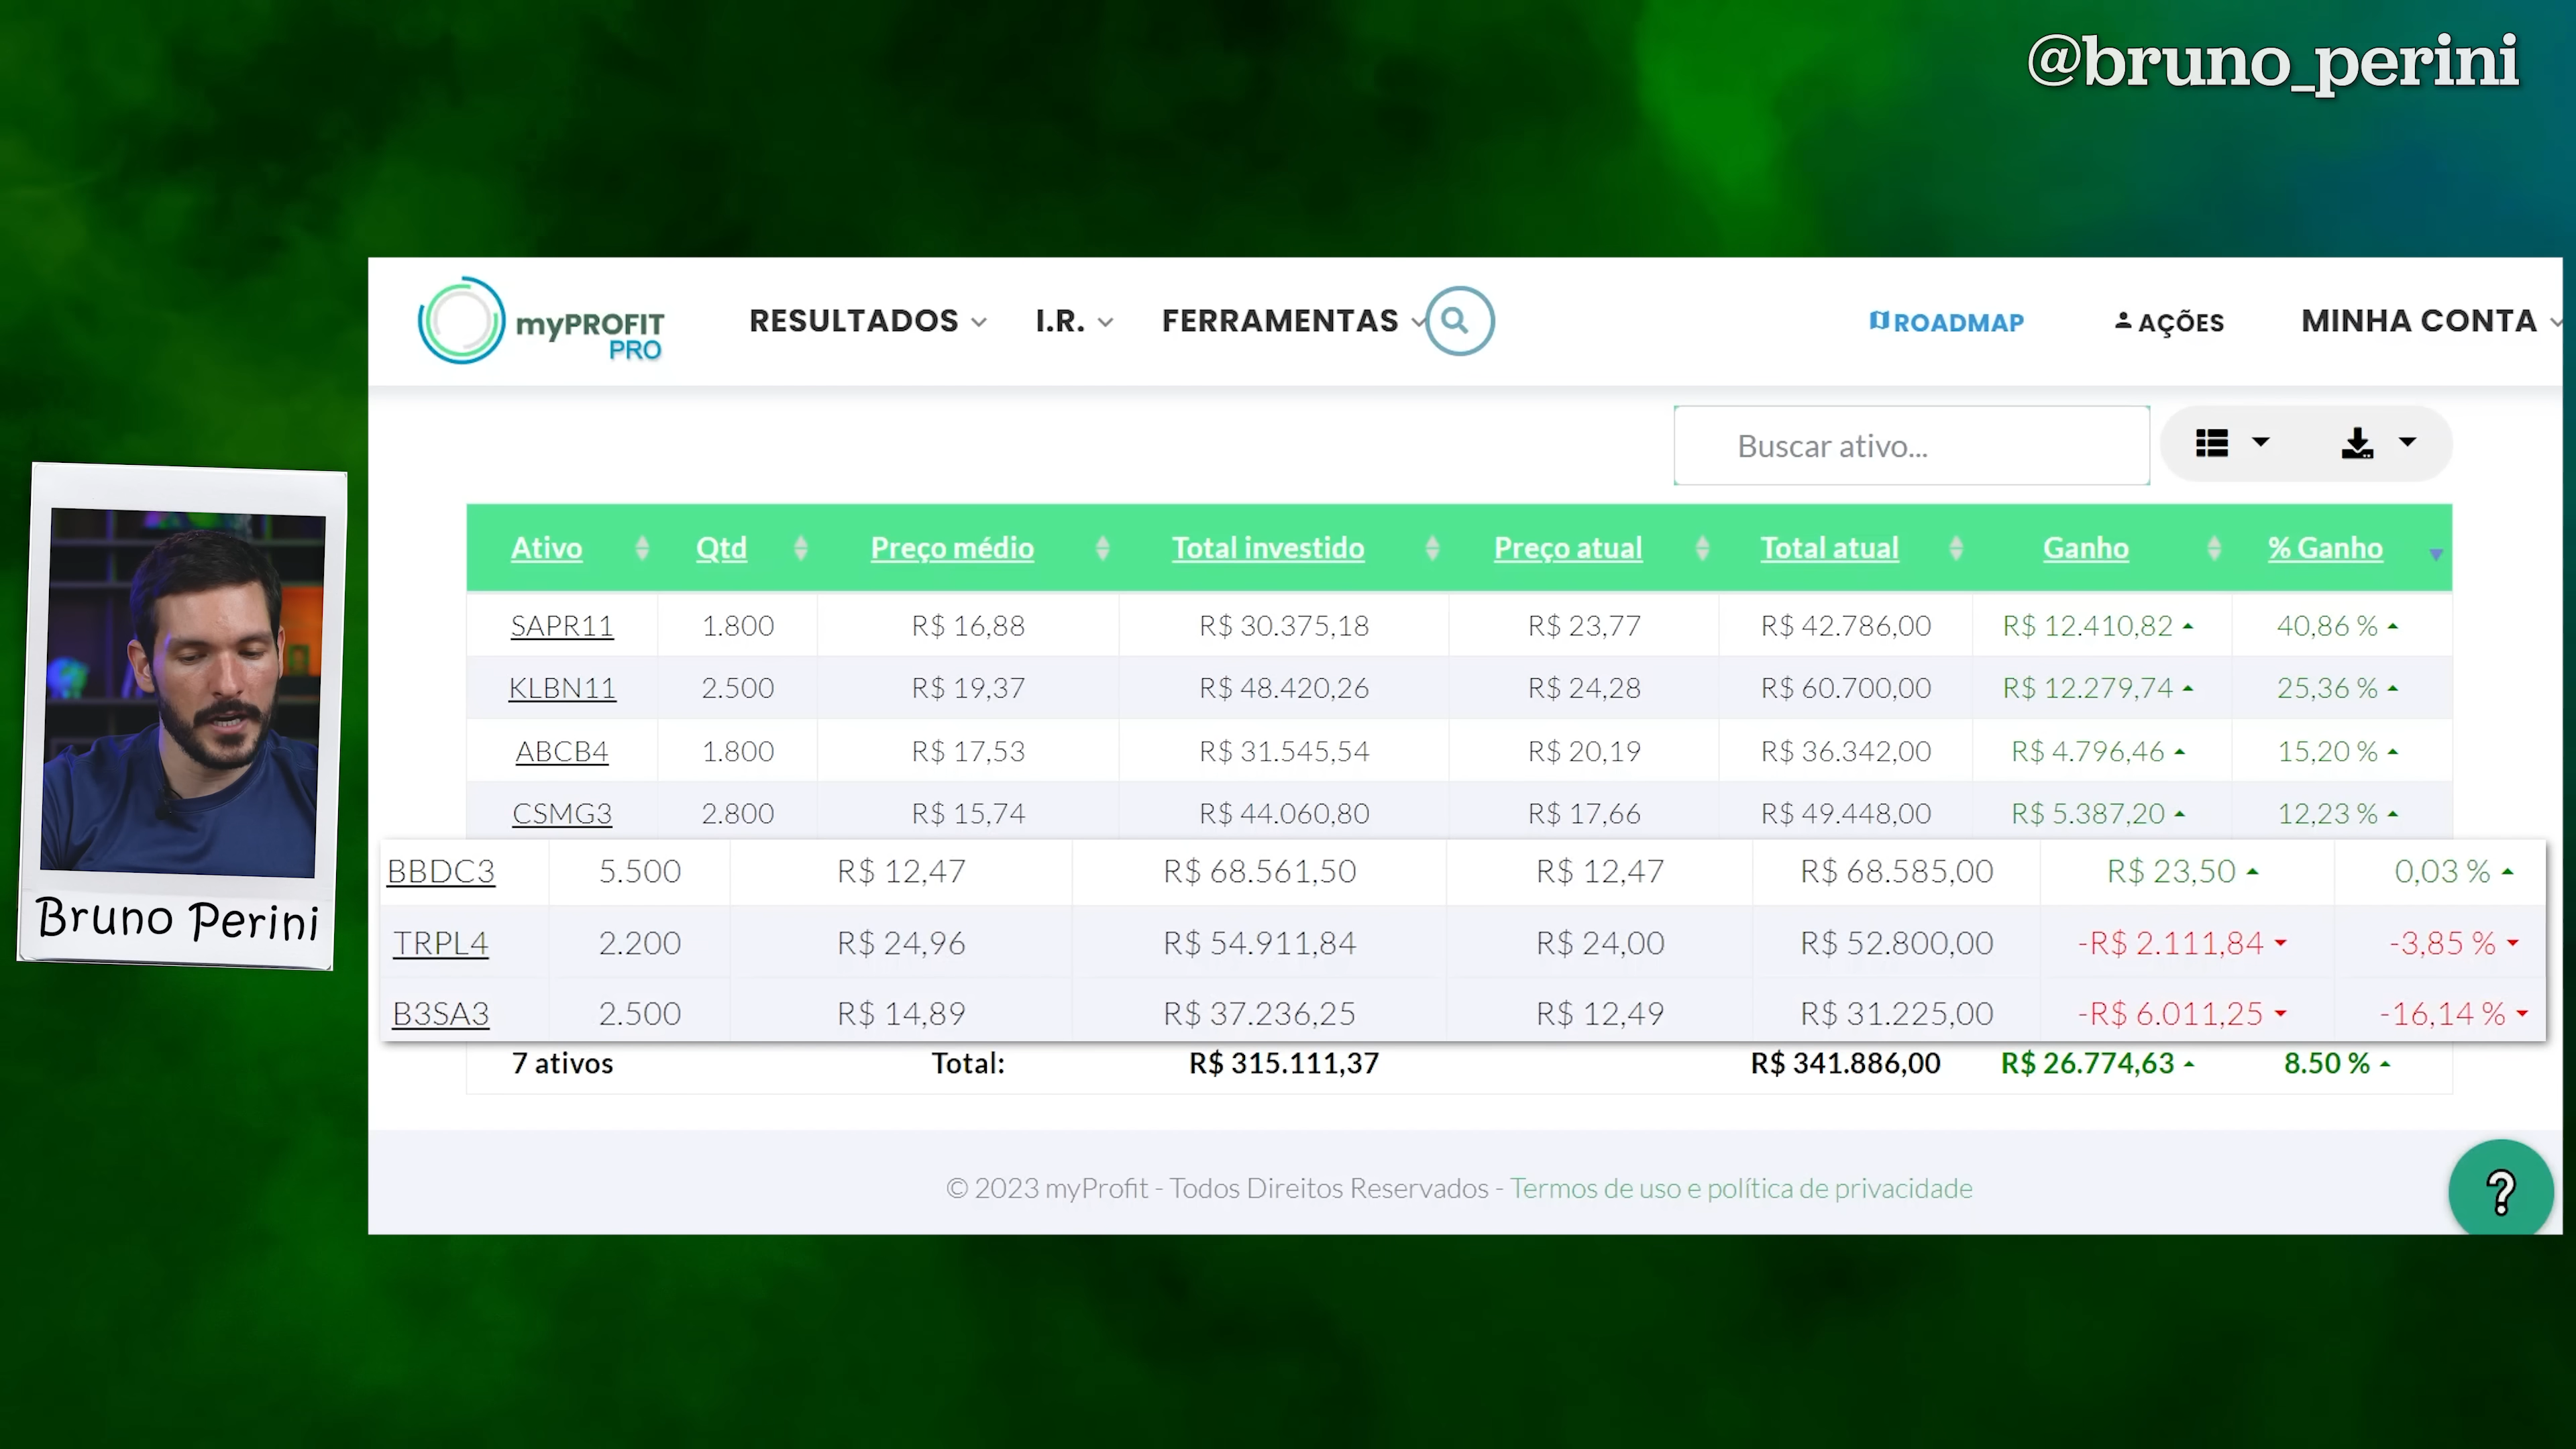 @bruno_perini
myPROFIT
PRO
RESULTADOS I.R. FERRAMENTAS ROADMAP AÇÕES MINHA CONTA
Buscar ativo...
Ativo Qtd Preço médio Total investido Preço atual Total atual Ganho % Ganho
SAPR11 1.800 R$ 16,88 R$ 30.375,18 R$ 23,77 R$ 42.786,00 R$ 12.410,82 40,86 %
KLBN11 2.500 R$ 19,37 R$ 48.420,26 R$ 24,28 R$ 60.700,00 R$ 12.279,74 25,36 %
ABCB4 1.800 R$ 17,53 R$ 31.545,54 R$ 20,19 R$ 36.342,00 R$ 4.796,46 15,20 %
CSMG3 2.800 R$ 15,74 R$ 44.060,80 R$ 17,66 R$ 49.448,00 R$ 5.387,20 12,23 %
BBDC3 5.500 R$ 12,47 R$ 68.561,50 R$ 12,47 R$ 68.585,00 R$ 23,50 0,03 %
TRPL4 2.200 R$ 24,96 R$ 54.911,84 R$ 24,00 R$ 52.800,00 -R$ 2.111,84 -3,85 %
B3SA3 2.500 R$ 14,89 R$ 37.236,25 R$ 12,49 R$ 31.225,00 -R$ 6.011,25 -16,14 %
7 ativos Total: R$ 315.111,37 R$ 341.886,00 R$ 26.774,63 8.50 %
© 2023 myProfit - Todos Direitos Reservados - Termos de uso e política de privacidade
?
Bruno Perini